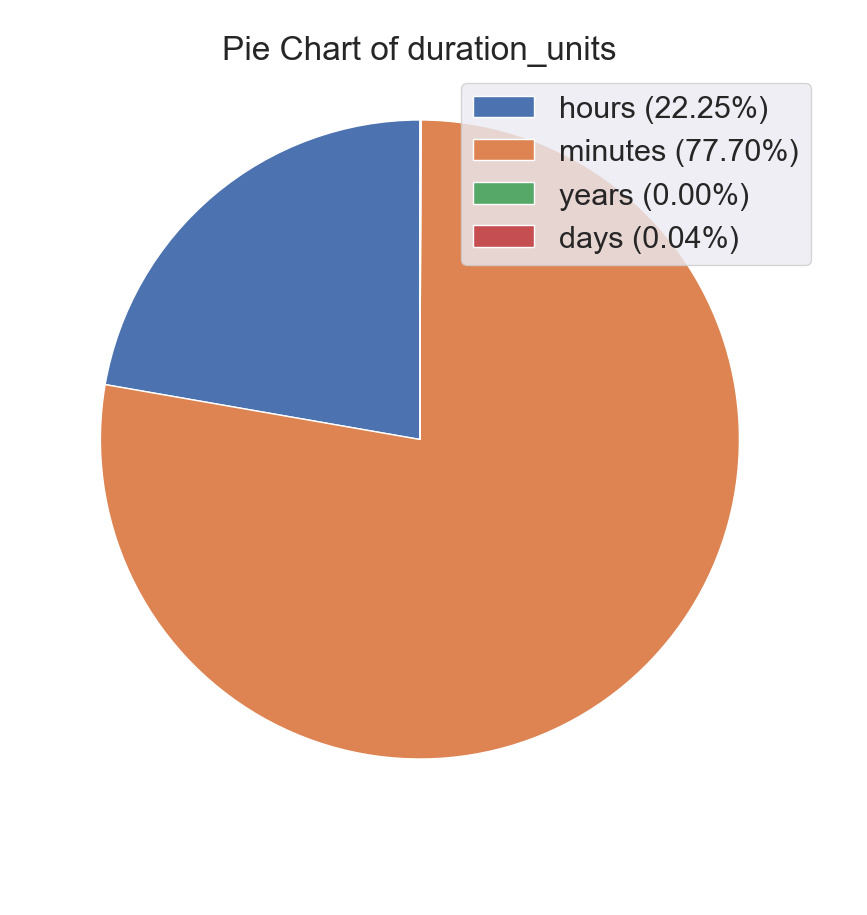 Pie Chart of duration_units
hours (22.25%)
minutes (77.70%)
years (0.00%)
days (0.04%)